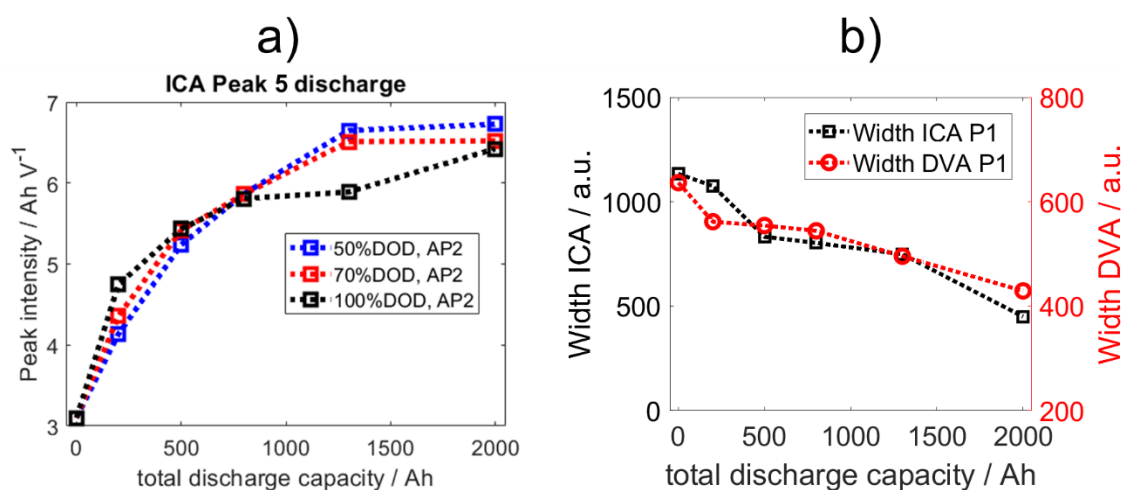 a)
ICA Peak 5 discharge
Peak intensity / Ah V⁻¹
7
6
5
4
3
50%DOD, AP2
70%DOD, AP2
100%DOD, AP2
0 500 1000 1500 2000
total discharge capacity / Ah
b)
Width ICA / a.u.
1500
1000
500
0
Width ICA P1
Width DVA P1
800
600
400
200
Width DVA / a.u.
0 500 1000 1500 2000
total discharge capacity / Ah